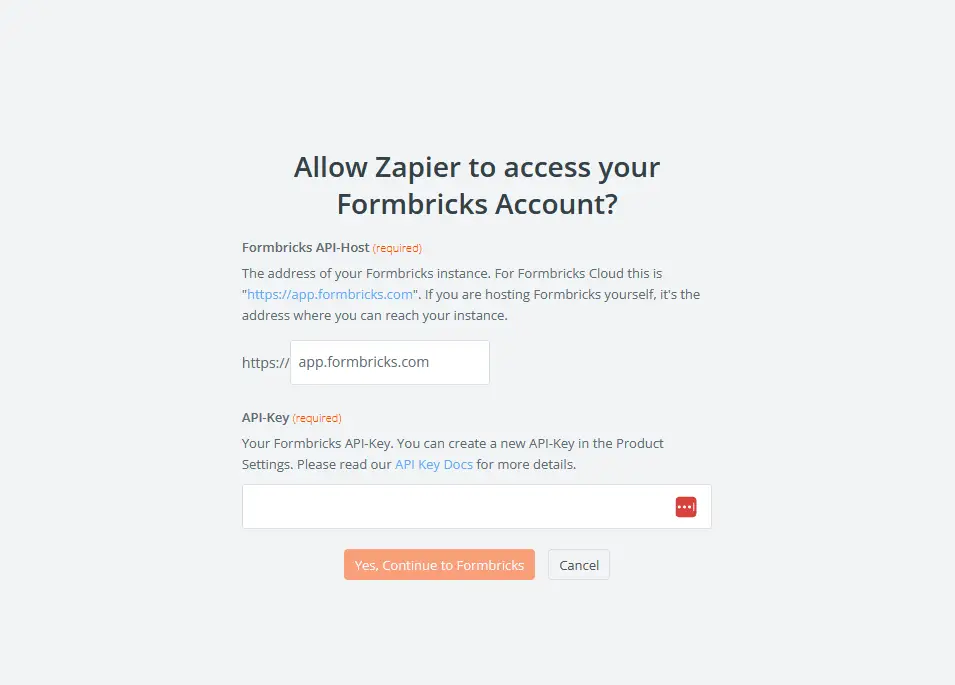 Allow Zapier to access your
Formbricks Account?
Formbricks API-Host (required)
The address of your Formbricks instance. For Formbricks Cloud this is
"https://app.formbricks.com". If you are hosting Formbricks yourself, it's the
address where you can reach your instance.
https:// app.formbricks.com
API-Key (required)
Your Formbricks API-Key. You can create a new API-Key in the Product
Settings. Please read our API Key Docs for more details.
Yes, Continue to Formbricks Cancel